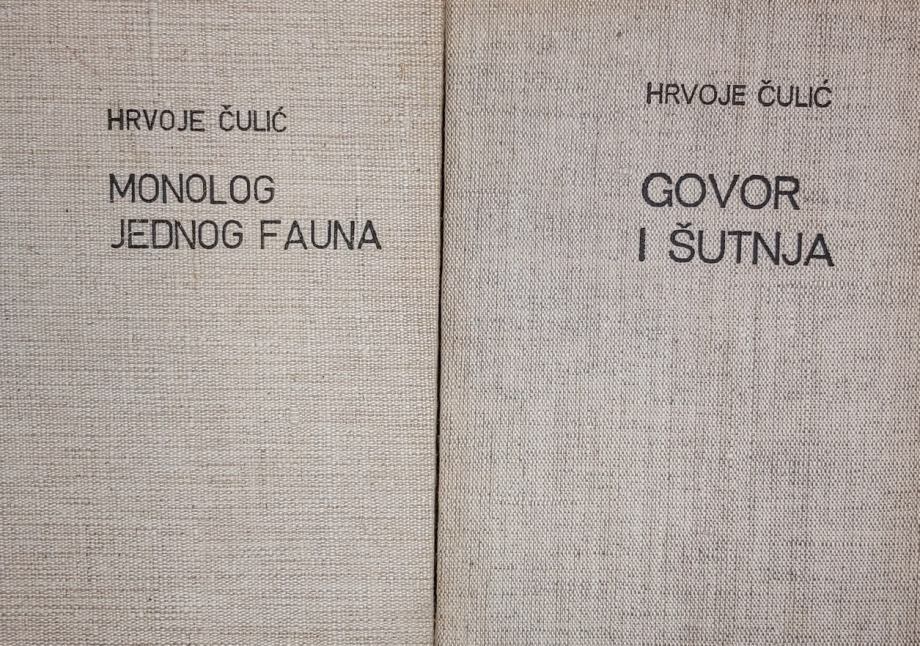 HRVOJE ČULIĆ
MONOLOG
JEDNOG FAUNA
HRVOJE ČULIĆ
GOVOR
I ŠUTNJA